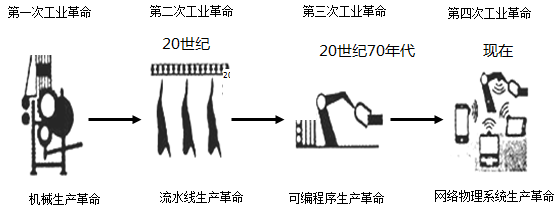 第一次工业革命
第二次工业革命
第三次工业革命
第四次工业革命
20世纪
20世纪70年代
现在
20
机械生产革命
流水线生产革命
可编程序生产革命
网络物理系统生产革命